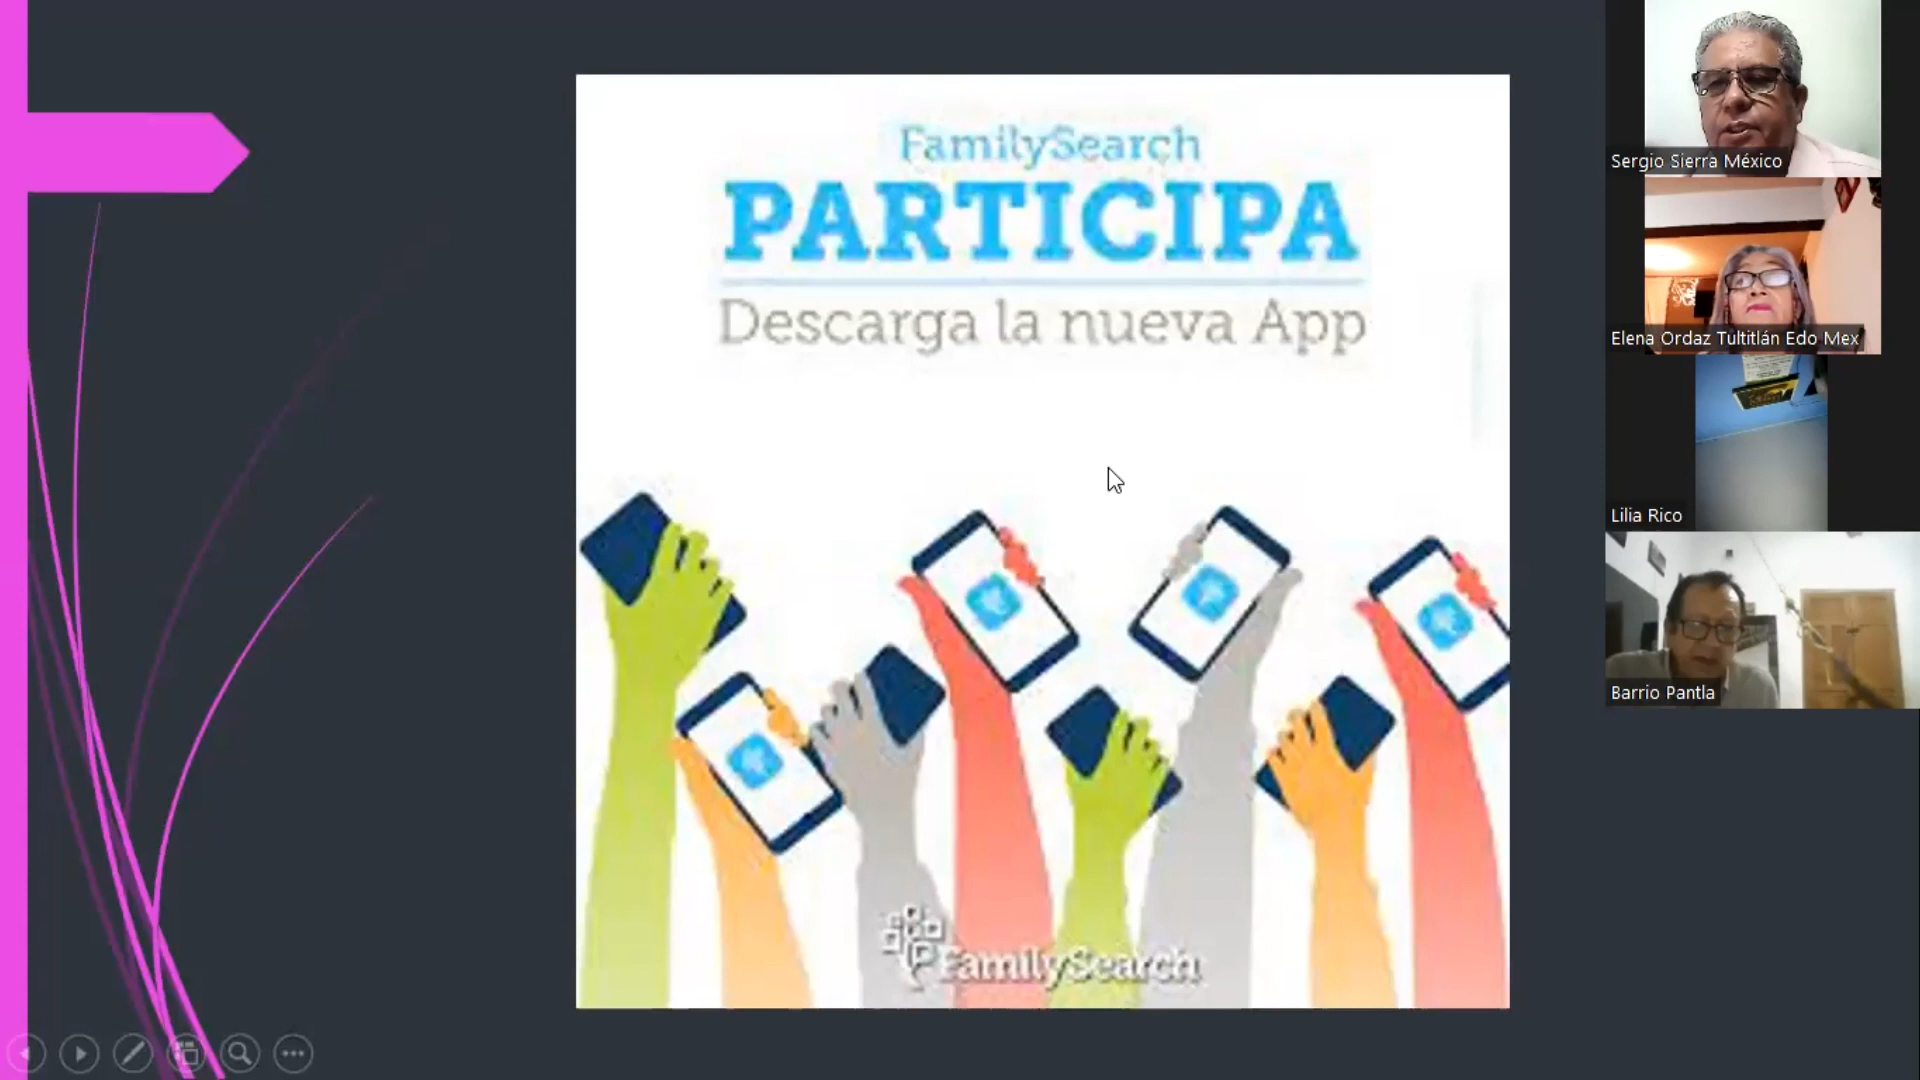 FamilySearch
PARTICIPA
Descarga la nueva App
FamilySearch
Sergio Sierra México
Elena Ordaz Tultitlán Edo Mex
Lilia Rico
Barrio Pantla